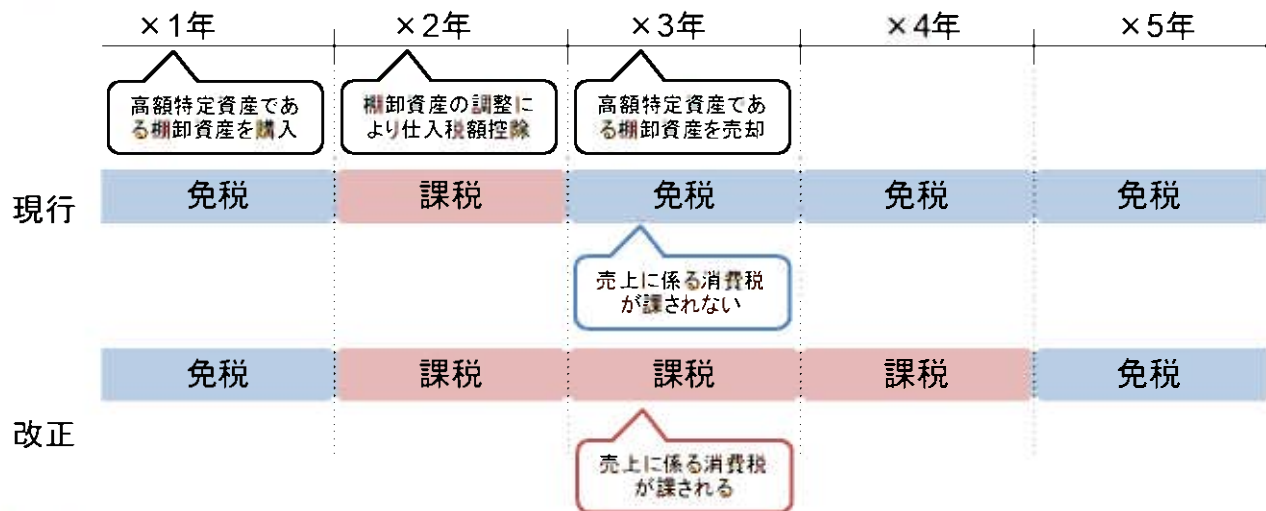 ×1年 ×2年 ×3年 ×4年 ×5年
高額特定資産であ
る棚卸資産を購入
棚卸資産の調整に
より仕入税額控除
高額特定資産であ
る棚卸資産を売却
現行
免税 課税 免税 免税 免税
売上に係る消費税
が課されない
改正
免税 課税 課税 課税 免税
売上に係る消費税
が課される